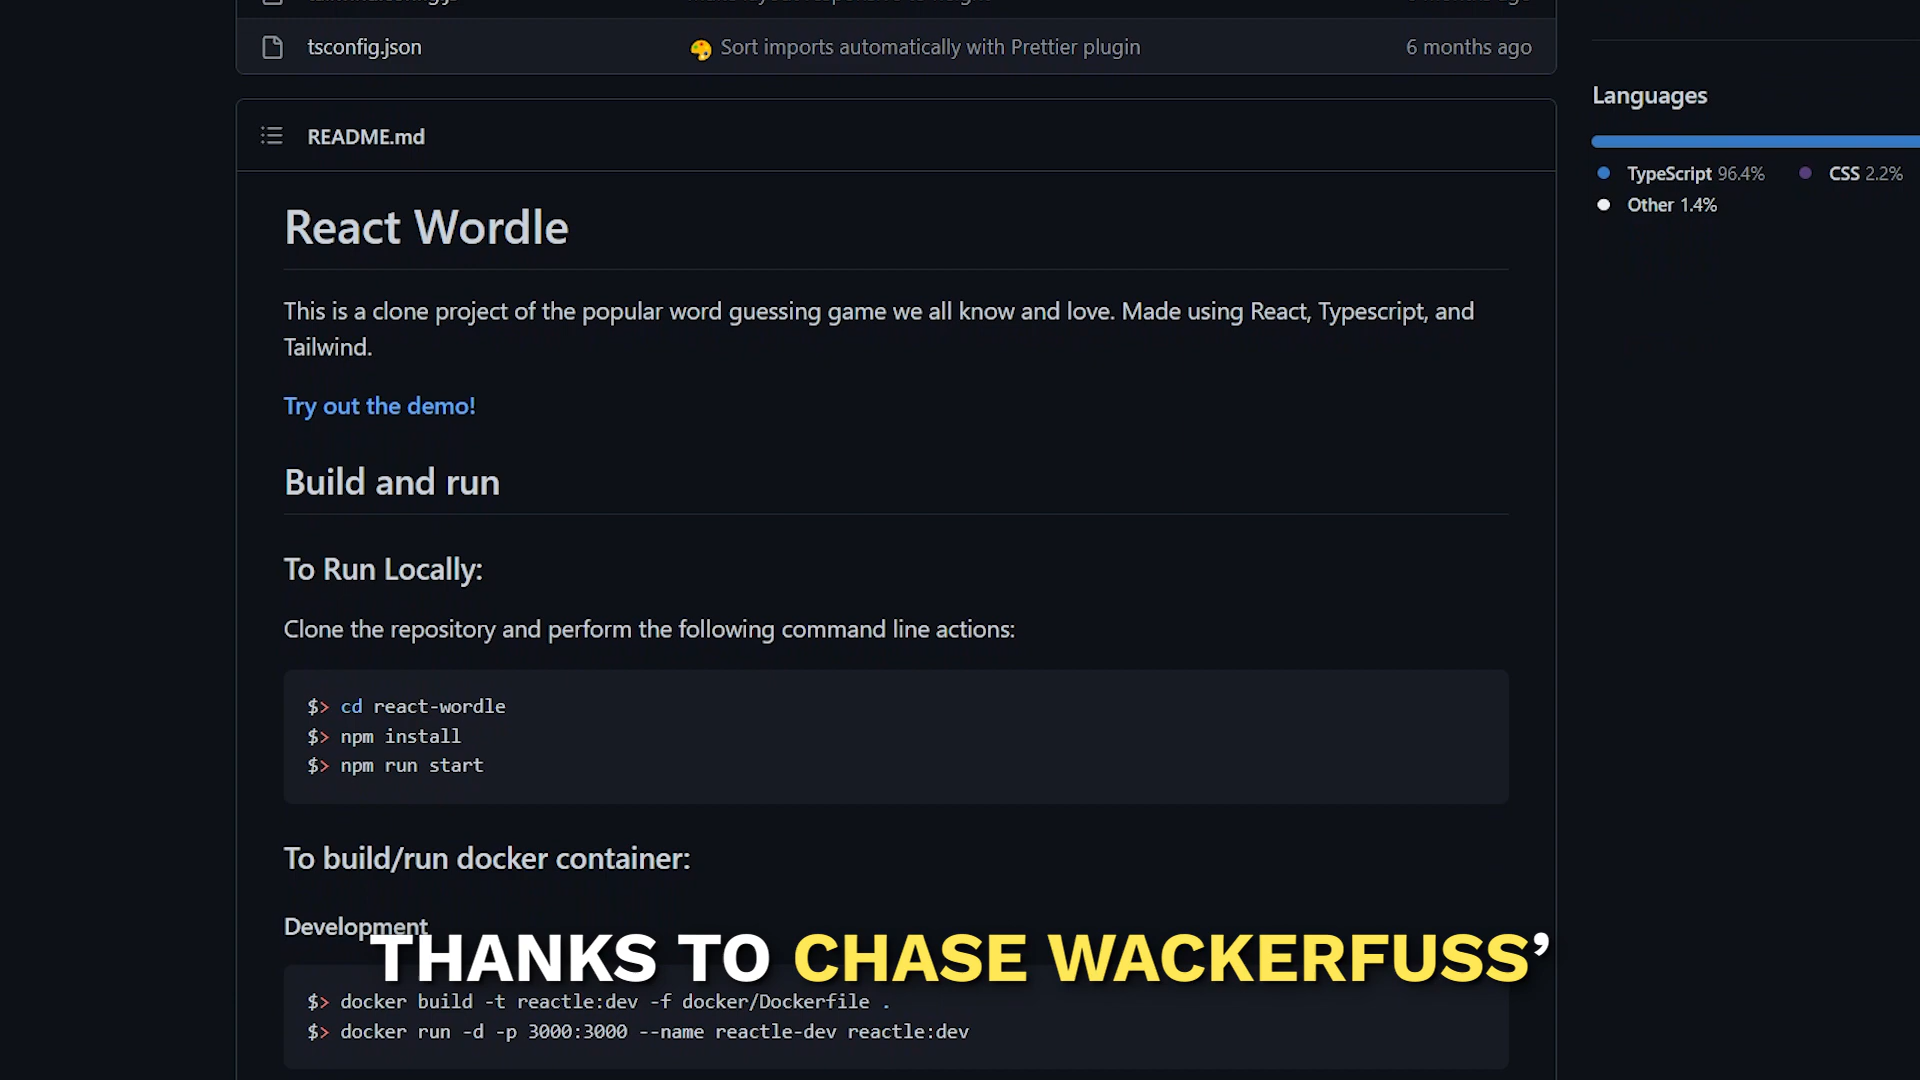 tsconfig.json Sort imports automatically with Prettier plugin 6 months ago
README.md
React Wordle
This is a clone project of the popular word guessing game we all know and love. Made using React, Typescript, and
Tailwind.
Try out the demo!
Build and run
To Run Locally:
Clone the repository and perform the following command line actions:
$> cd react-wordle
$> npm install
$> npm run start
To build/run docker container:
Development
THANKS TO CHASE WACKERFUSS’
$> docker build -t reactle:dev -f docker/Dockerfile .
$> docker run -d -p 3000:3000 --name reactle-dev reactle:dev
Languages
TypeScript 96.4% CSS 2.2%
Other 1.4%